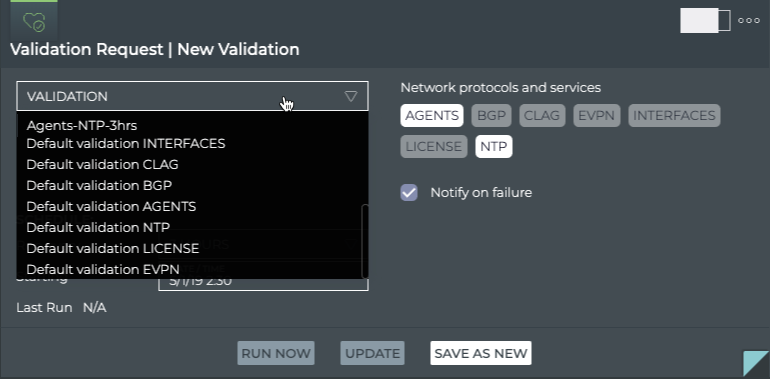 Validation Request | New Validation
VALIDATION
Agents-NTP-3hrs
Default validation INTERFACES
Default validation CLAG
Default validation BGP
Default validation AGENTS
Default validation NTP
Default validation LICENSE
Default validation EVPN
Starting
5/1/19 2:30
Last Run N/A
Network protocols and services
AGENTS BGP CLAG EVPN INTERFACES
LICENSE NTP
Notify on failure
RUN NOW UPDATE SAVE AS NEW